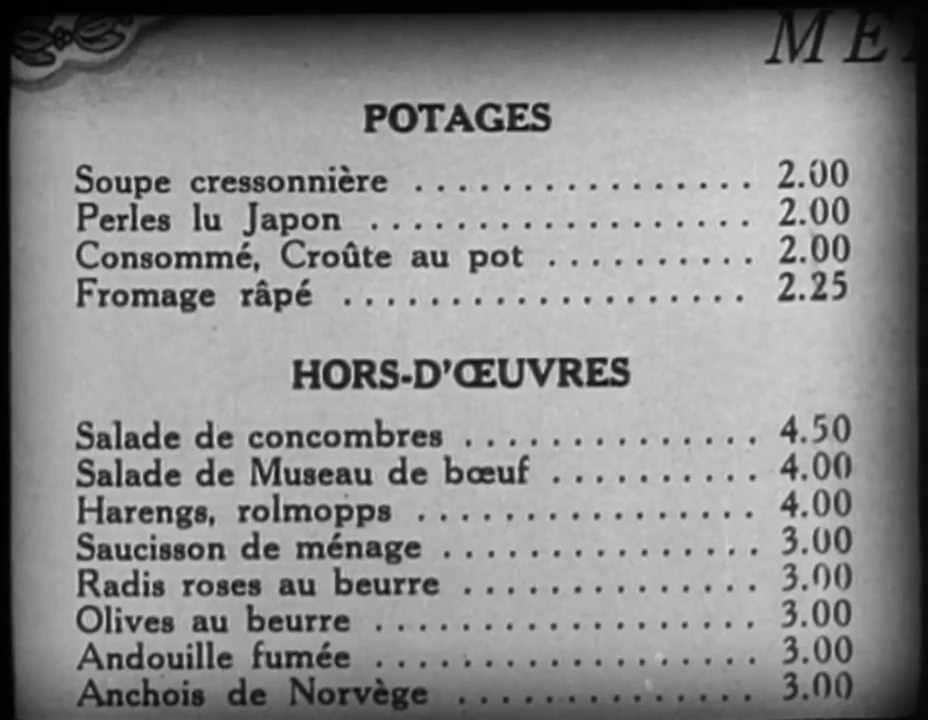 ME
POTAGES
Soupe cressonnière ................ 2.00
Perles lu Japon .................. 2.00
Consommé, Croûte au pot .......... 2.00
Fromage râpé ................... 2.25
HORS-D'ŒUVRES
Salade de concombres .............. 4.50
Salade de Museau de bœuf .......... 4.00
Harengs, rolmopps ................ 4.00
Saucisson de ménage ............... 3.00
Radis roses au beurre .............. 3.00
Olives au beurre .................. 3.00
Andouille fumée .................. 3.00
Anchois de Norvège .............. 3.00